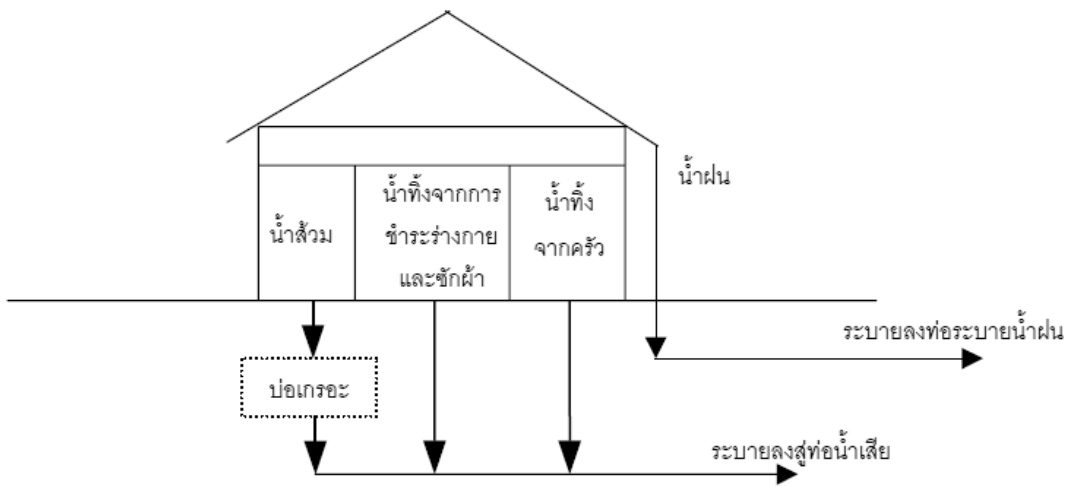 น้ำฝน
น้ำส้วม
น้ำทิ้งจากการ
ชำระร่างกาย
และซักผ้า
น้ำทิ้ง
จากครัว
ระบายลงท่อระบายน้ำฝน
บ่อเกรอะ
ระบายลงสู่ท่อน้ำเสีย